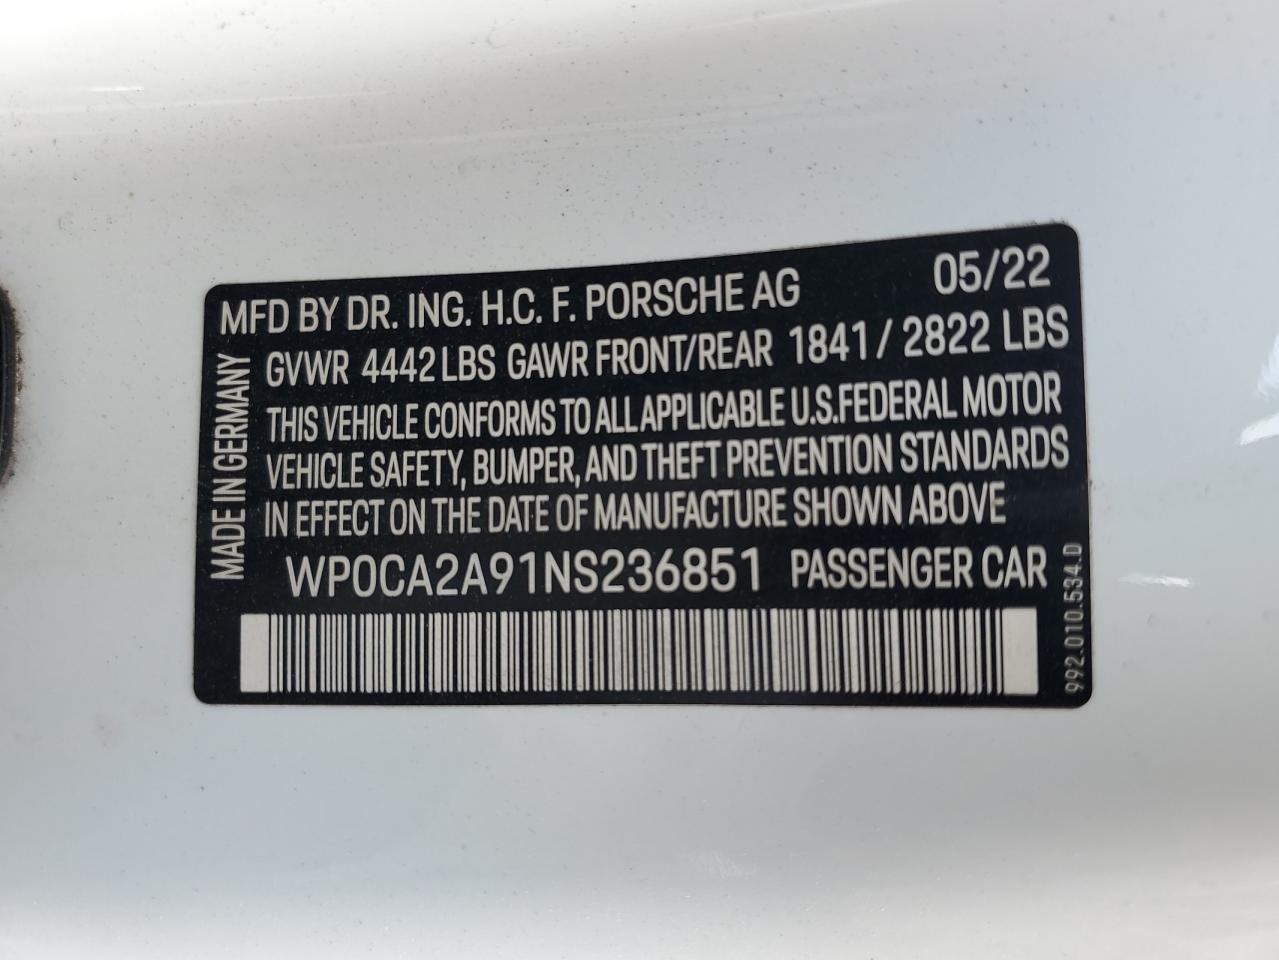 MFD BY DR. ING. H.C. F. PORSCHE AG 05/22
GVWR 4442 LBS GAWR FRONT/REAR 1841 / 2822 LBS
THIS VEHICLE CONFORMS TO ALL APPLICABLE U.S.FEDERAL MOTOR
VEHICLE SAFETY, BUMPER, AND THEFT PREVENTION STANDARDS
IN EFFECT ON THE DATE OF MANUFACTURE SHOWN ABOVE
WP0CA2A91NS236851 PASSENGER CAR
MADE IN GERMANY
992.010.534.D